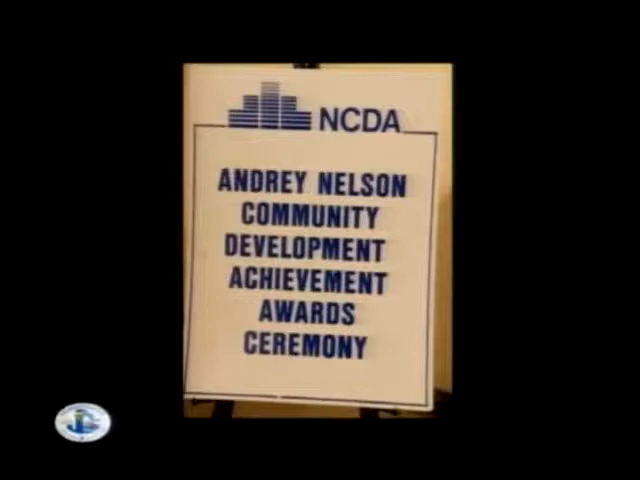 NCDA
ANDREY NELSON
COMMUNITY
DEVELOPMENT
ACHIEVEMENT
AWARDS
CEREMONY